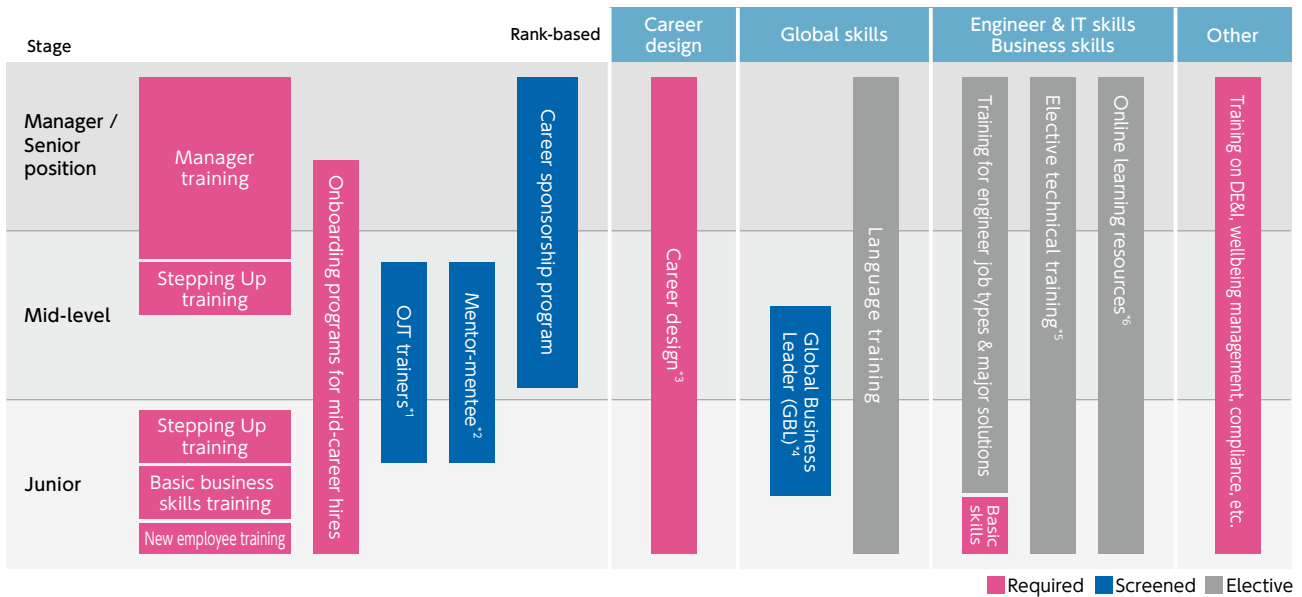 Stage
Rank-based
Career
design
Global skills
Engineer & IT skills
Business skills
Other
Manager /
Senior
position
Mid-level
Junior
Manager
training
Stepping Up
training
Stepping Up
training
Basic business
skills training
New employee training
Onboarding programs for mid-career hires
OJT trainers*1
Mentor-mentee*2
Career sponsorship program
Career design*3
Global Business
Leader (GBL)*4
Language training
Training for engineer job types & major solutions
Basic
skills
Elective technical training*5
Online learning resources*6
Training on DE&I, wellbeing management, compliance, etc.
Required
Screened
Elective